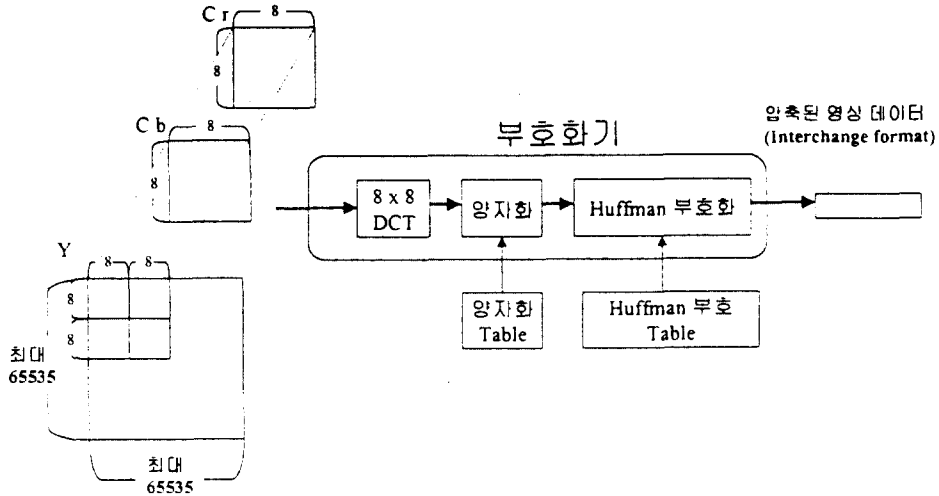 C r
8
8
C b
8
8
Y
8
8
8
8
최대
65535
최대
65535
부호화기
8 x 8
DCT
양자화
Huffman 부호화
양자화
Table
Huffman 부호
Table
압축된 영상 데이터
(Interchange format)